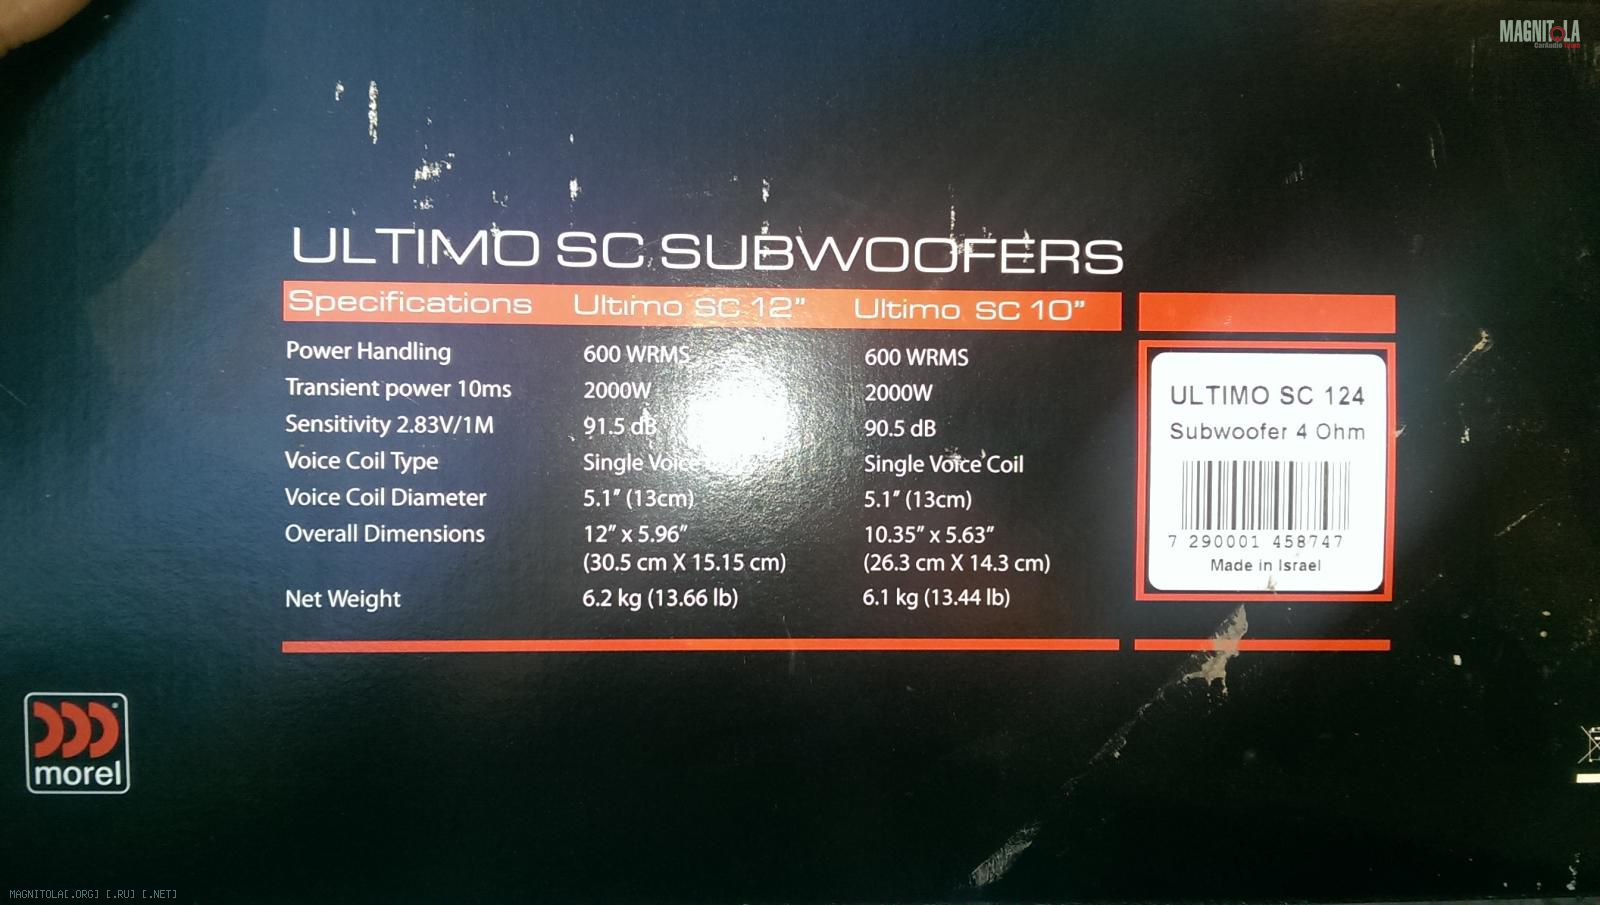 MAGNITOLA
CarAudio
ULTIMO SC SUBWOOFERS
Specifications Ultimo SC 12” Ultimo SC 10”
Power Handling 600 WRMS 600 WRMS
Transient power 10ms 2000W 2000W
Sensitivity 2.83V/1M 91.5 dB 90.5 dB
Voice Coil Type Single Voice Single Voice Coil
Voice Coil Diameter 5.1” (13cm) 5.1” (13cm)
Overall Dimensions 12” x 5.96” 10.35” x 5.63”
(30.5 cm X 15.15 cm) (26.3 cm X 14.3 cm)
Net Weight 6.2 kg (13.66 lb) 6.1 kg (13.44 lb)
ULTIMO SC 124
Subwoofer 4 Ohm
7 290001 458747
Made in Israel
morel
MAGNITOLA[.ORG] [.RU] [.NET]